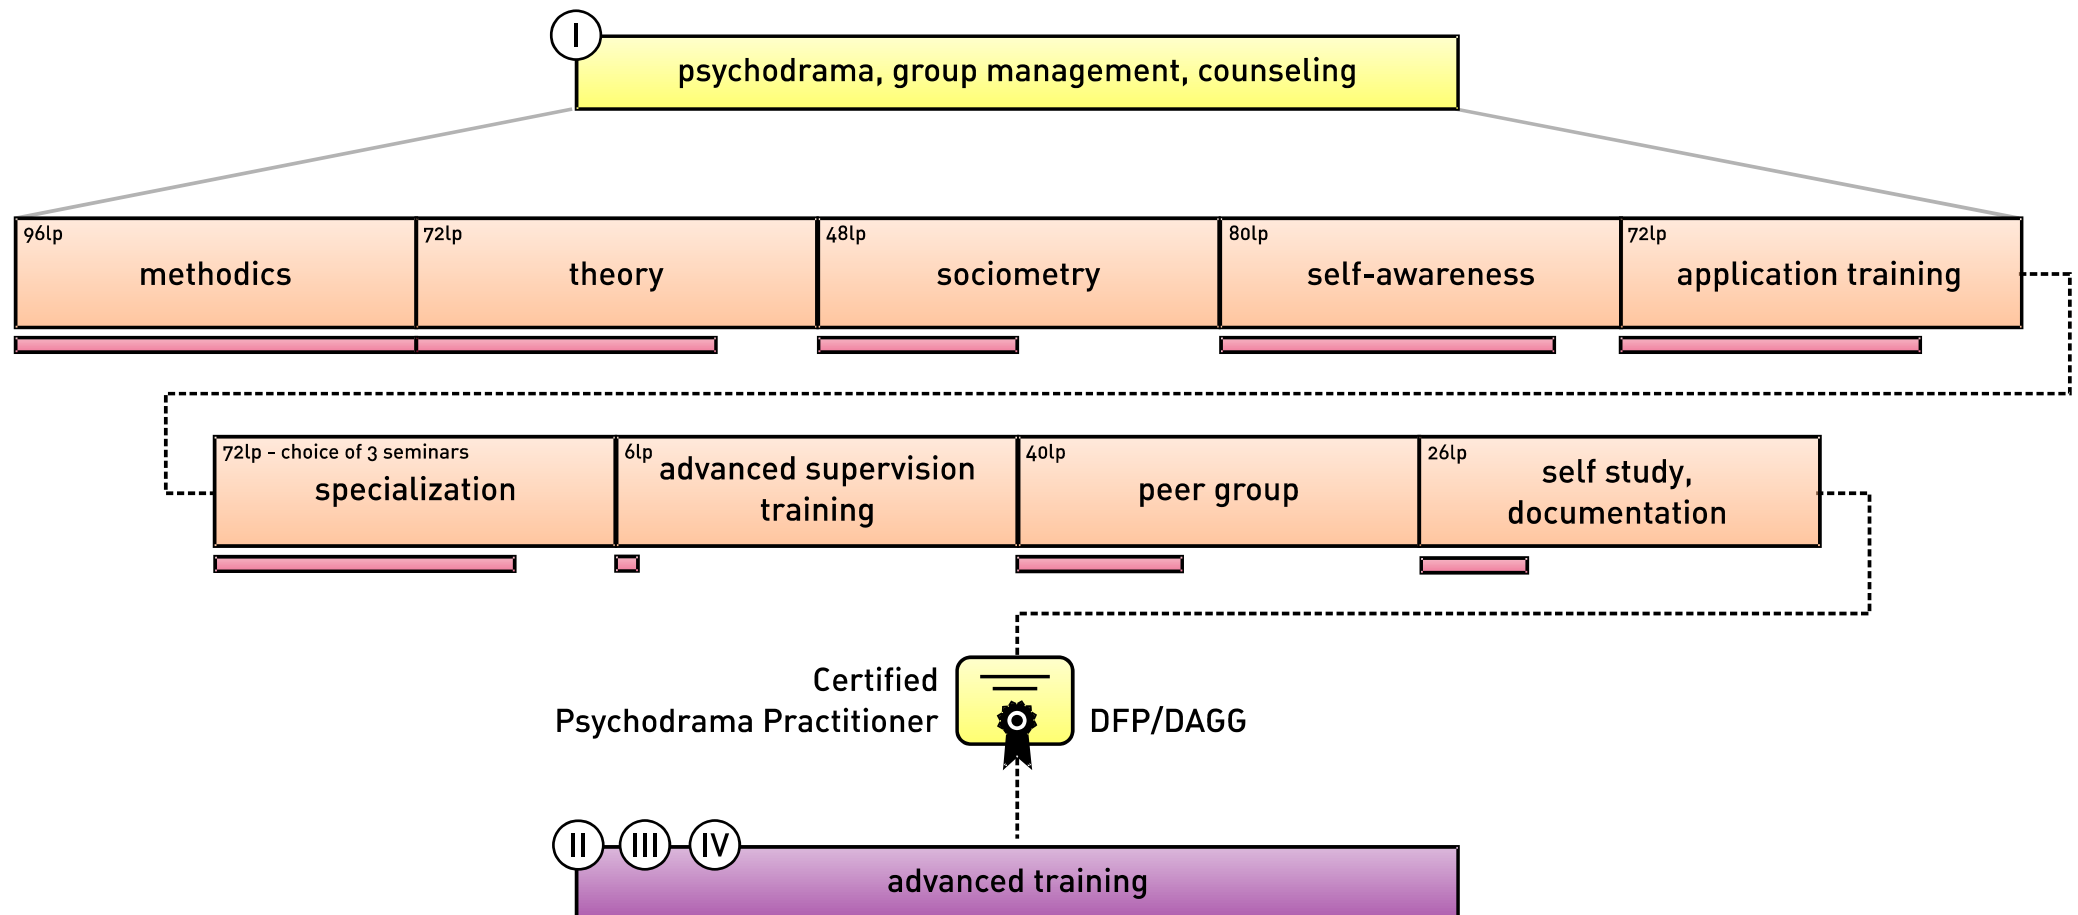 I
psychodrama, group management, counseling
96lp
methodics
72lp
theory
48lp
sociometry
80lp
self-awareness
72lp
application training
72lp - choice of 3 seminars
specialization
6lp
advanced supervision
training
40lp
peer group
26lp
self study,
documentation
Certified
Psychodrama Practitioner
DFP/DAGG
II
III
IV
advanced training